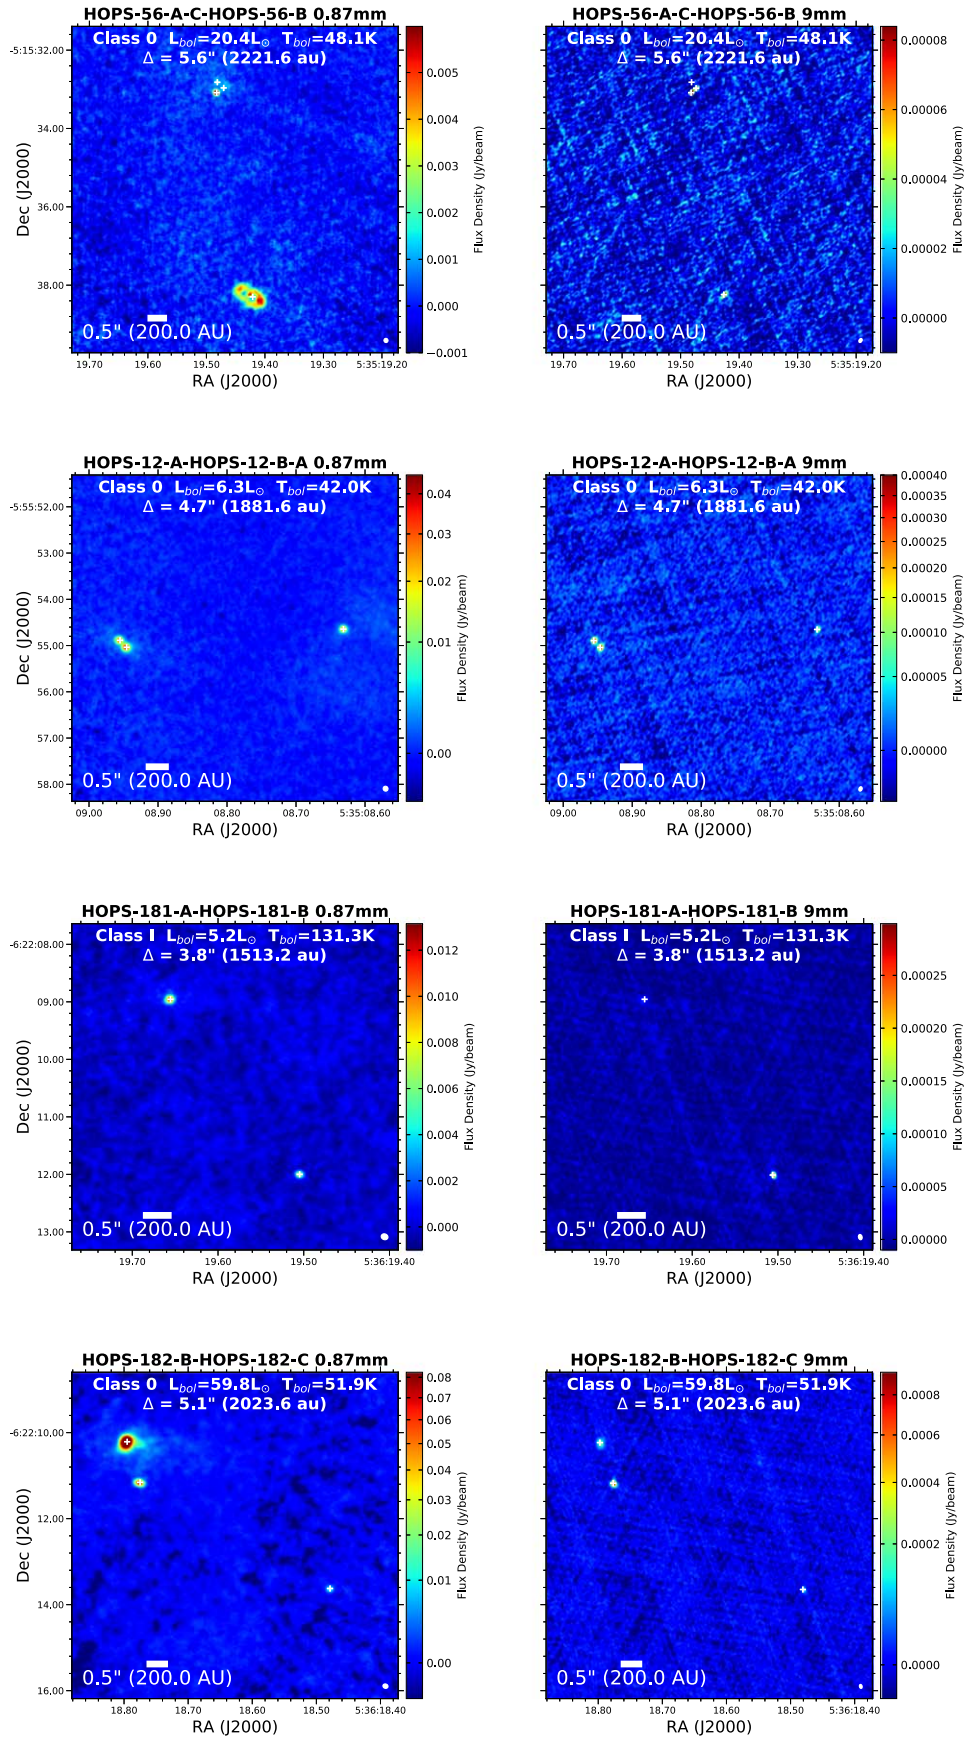 HOPS-56-A-C-HOPS-56-B 0.87mm
Class 0 L_bol=20.4L⊙ T_bol=48.1K
Δ = 5.6" (2221.6 au)
-5:15:32.00
34.00
36.00
38.00
Dec (J2000)
0.5" (200.0 AU)
19.70 19.60 19.50 19.40 19.30 5:35:19.20
RA (J2000)
0.005
0.004
0.003
0.002
0.001
0.000
−0.001
Flux Density (Jy/beam)
HOPS-56-A-C-HOPS-56-B 9mm
Class 0 L_bol=20.4L⊙ T_bol=48.1K
Δ = 5.6" (2221.6 au)
0.5" (200.0 AU)
19.70 19.60 19.50 19.40 19.30 5:35:19.20
RA (J2000)
0.00008
0.00006
0.00004
0.00002
0.00000
Flux Density (Jy/beam)
HOPS-12-A-HOPS-12-B-A 0.87mm
Class 0 L_bol=6.3L⊙ T_bol=42.0K
Δ = 4.7" (1881.6 au)
-5:55:52.00
53.00
54.00
55.00
56.00
57.00
58.00
Dec (J2000)
0.5" (200.0 AU)
09.00 08.90 08.80 08.70 5:35:08.60
RA (J2000)
0.04
0.03
0.02
0.01
0.00
Flux Density (Jy/beam)
HOPS-12-A-HOPS-12-B-A 9mm
Class 0 L_bol=6.3L⊙ T_bol=42.0K
Δ = 4.7" (1881.6 au)
0.5" (200.0 AU)
09.00 08.90 08.80 08.70 5:35:08.60
RA (J2000)
0.00040
0.00035
0.00030
0.00025
0.00020
0.00015
0.00010
0.00005
0.00000
Flux Density (Jy/beam)
HOPS-181-A-HOPS-181-B 0.87mm
Class I L_bol=5.2L⊙ T_bol=131.3K
Δ = 3.8" (1513.2 au)
-6:22:08.00
09.00
10.00
11.00
12.00
13.00
Dec (J2000)
0.5" (200.0 AU)
19.70 19.60 19.50 5:36:19.40
RA (J2000)
0.012
0.010
0.008
0.006
0.004
0.002
0.000
Flux Density (Jy/beam)
HOPS-181-A-HOPS-181-B 9mm
Class I L_bol=5.2L⊙ T_bol=131.3K
Δ = 3.8" (1513.2 au)
0.5" (200.0 AU)
19.70 19.60 19.50 5:36:19.40
RA (J2000)
0.00025
0.00020
0.00015
0.00010
0.00005
0.00000
Flux Density (Jy/beam)
HOPS-182-B-HOPS-182-C 0.87mm
Class 0 L_bol=59.8L⊙ T_bol=51.9K
Δ = 5.1" (2023.6 au)
-6:22:10.00
12.00
14.00
16.00
Dec (J2000)
0.5" (200.0 AU)
18.80 18.70 18.60 18.50 5:36:18.40
RA (J2000)
0.08
0.07
0.06
0.05
0.04
0.03
0.02
0.01
0.00
Flux Density (Jy/beam)
HOPS-182-B-HOPS-182-C 9mm
Class 0 L_bol=59.8L⊙ T_bol=51.9K
Δ = 5.1" (2023.6 au)
0.5" (200.0 AU)
18.80 18.70 18.60 18.50 5:36:18.40
RA (J2000)
0.0008
0.0006
0.0004
0.0002
0.0000
Flux Density (Jy/beam)